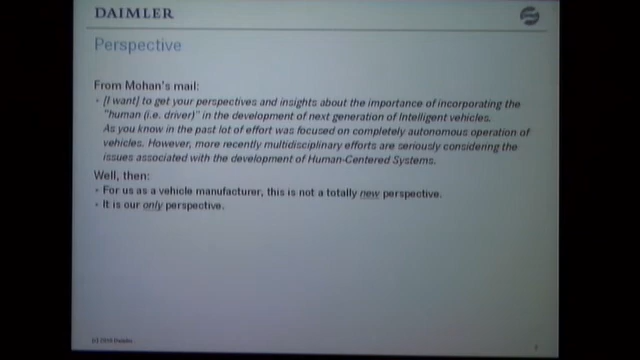 DAIMLER
Perspective
From Mohan's mail:
• [I want] to get your perspectives and insights about the importance of incorporating the
"human (i.e. driver)" in the development of next generation of Intelligent vehicles.
As you know in the past lot of effort was focused on completely autonomous operation of
vehicles. However, more recently multidisciplinary efforts are seriously considering the
issues associated with the development of Human-Centered Systems.
Well, then:
• For us as a vehicle manufacturer, this is not a totally new perspective.
• It is our only perspective.
Daimler